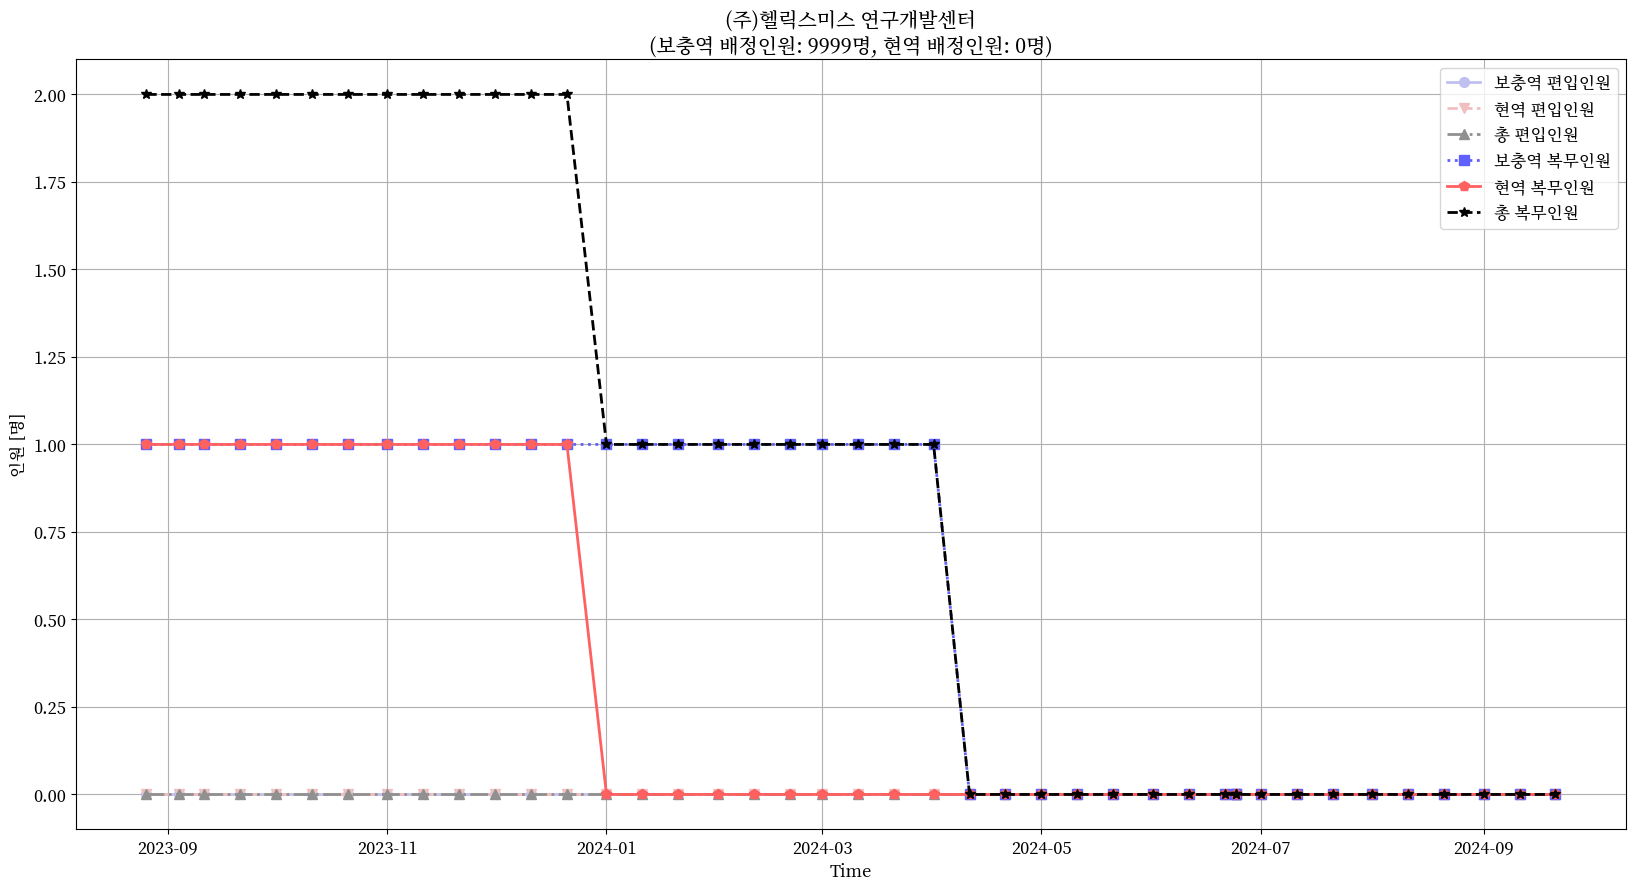 (주)헬릭스미스 연구개발센터
(보충역 배정인원: 9999명, 현역 배정인원: 0명)
보충역 편입인원
현역 편입인원
총 편입인원
보충역 복무인원
현역 복무인원
총 복무인원
인원 [명]
2.00
1.75
1.50
1.25
1.00
0.75
0.50
0.25
0.00
2023-09
2023-11
2024-01
2024-03
2024-05
2024-07
2024-09
Time